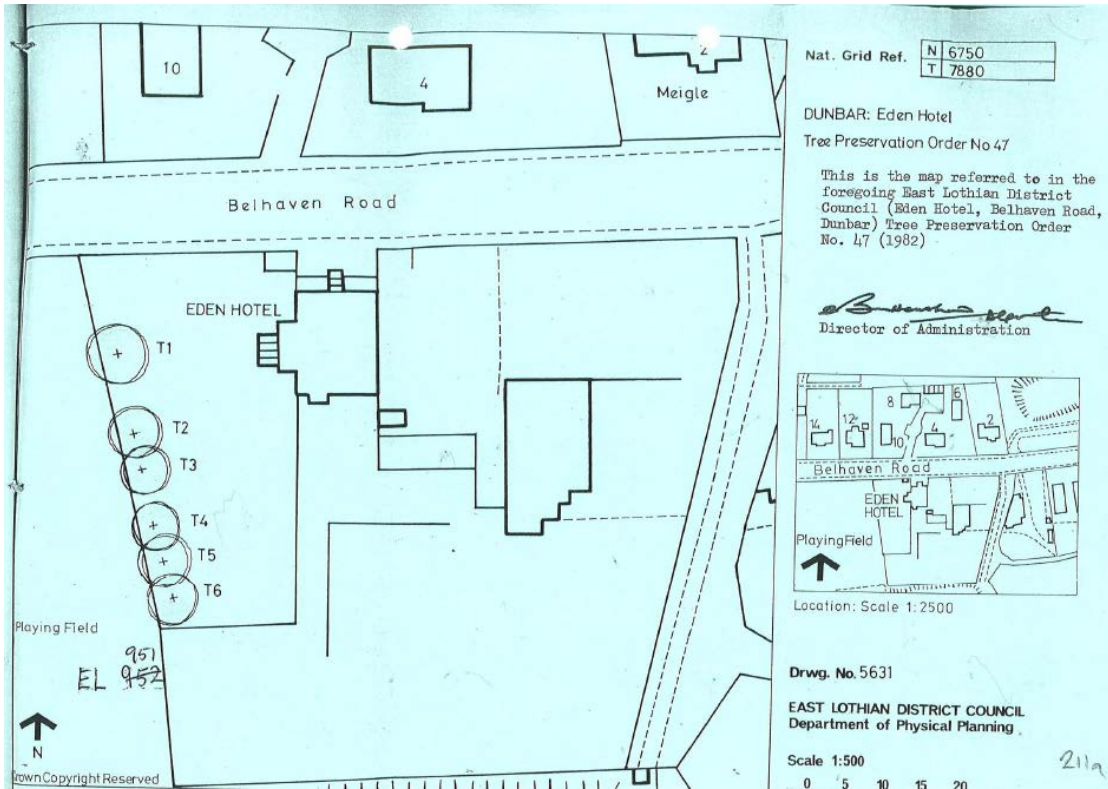 10
4
2
Meigle
Belhaven Road
EDEN HOTEL
T1
T2
T3
T4
T5
T6
Playing Field
951
EL 952
N
Crown Copyright Reserved
Nat. Grid Ref. N 6750
T 7880
DUNBAR: Eden Hotel
Tree Preservation Order No 47
This is the map referred to in the
foregoing East Lothian District
Council (Eden Hotel, Belhaven Road,
Dunbar) Tree Preservation Order
No. 47 (1982)
Director of Administration
14
12
8
10
4
6
2
Belhaven Road
EDEN
HOTEL
Playing Field
Location: Scale 1:2500
Drwg. No. 5631
EAST LOTHIAN DISTRICT COUNCIL
Department of Physical Planning
Scale 1:500
0 5 10 15 20
211a